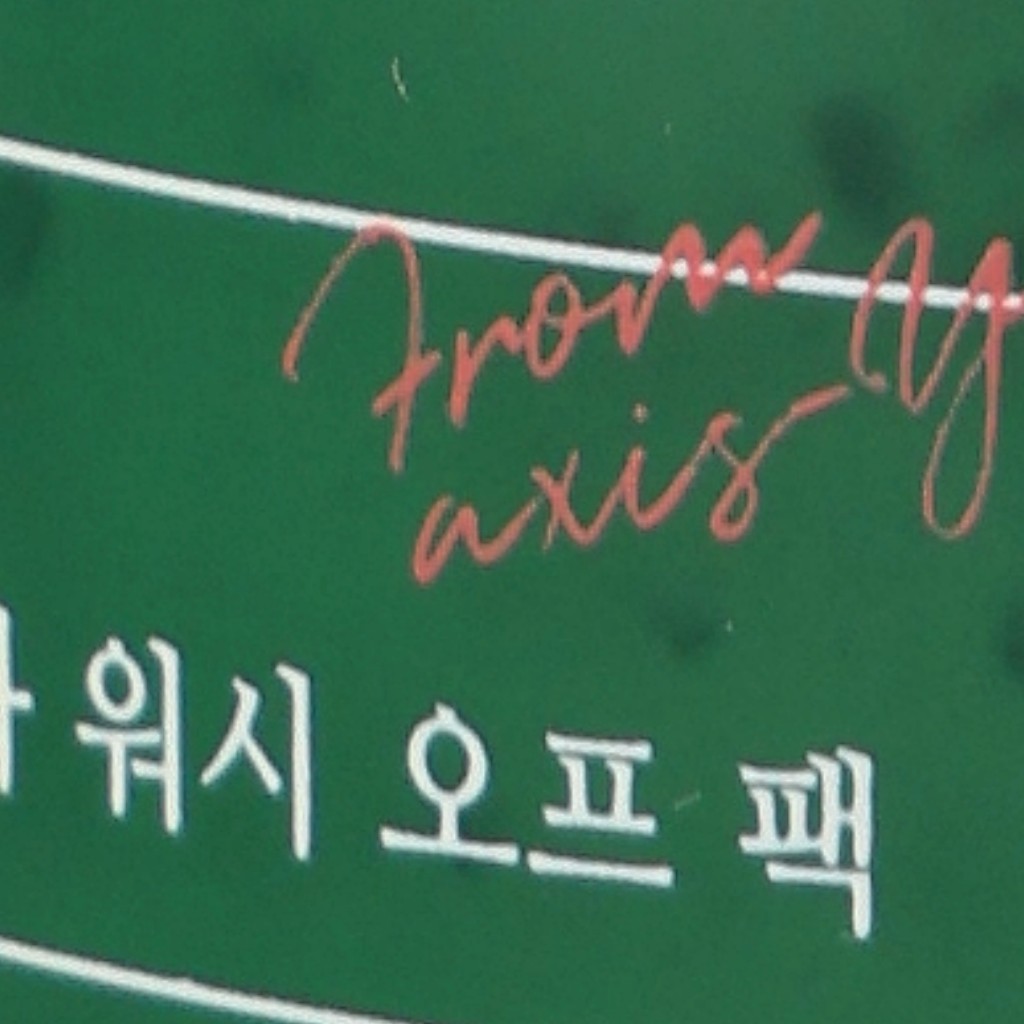 from y
axis
워시 오프 팩